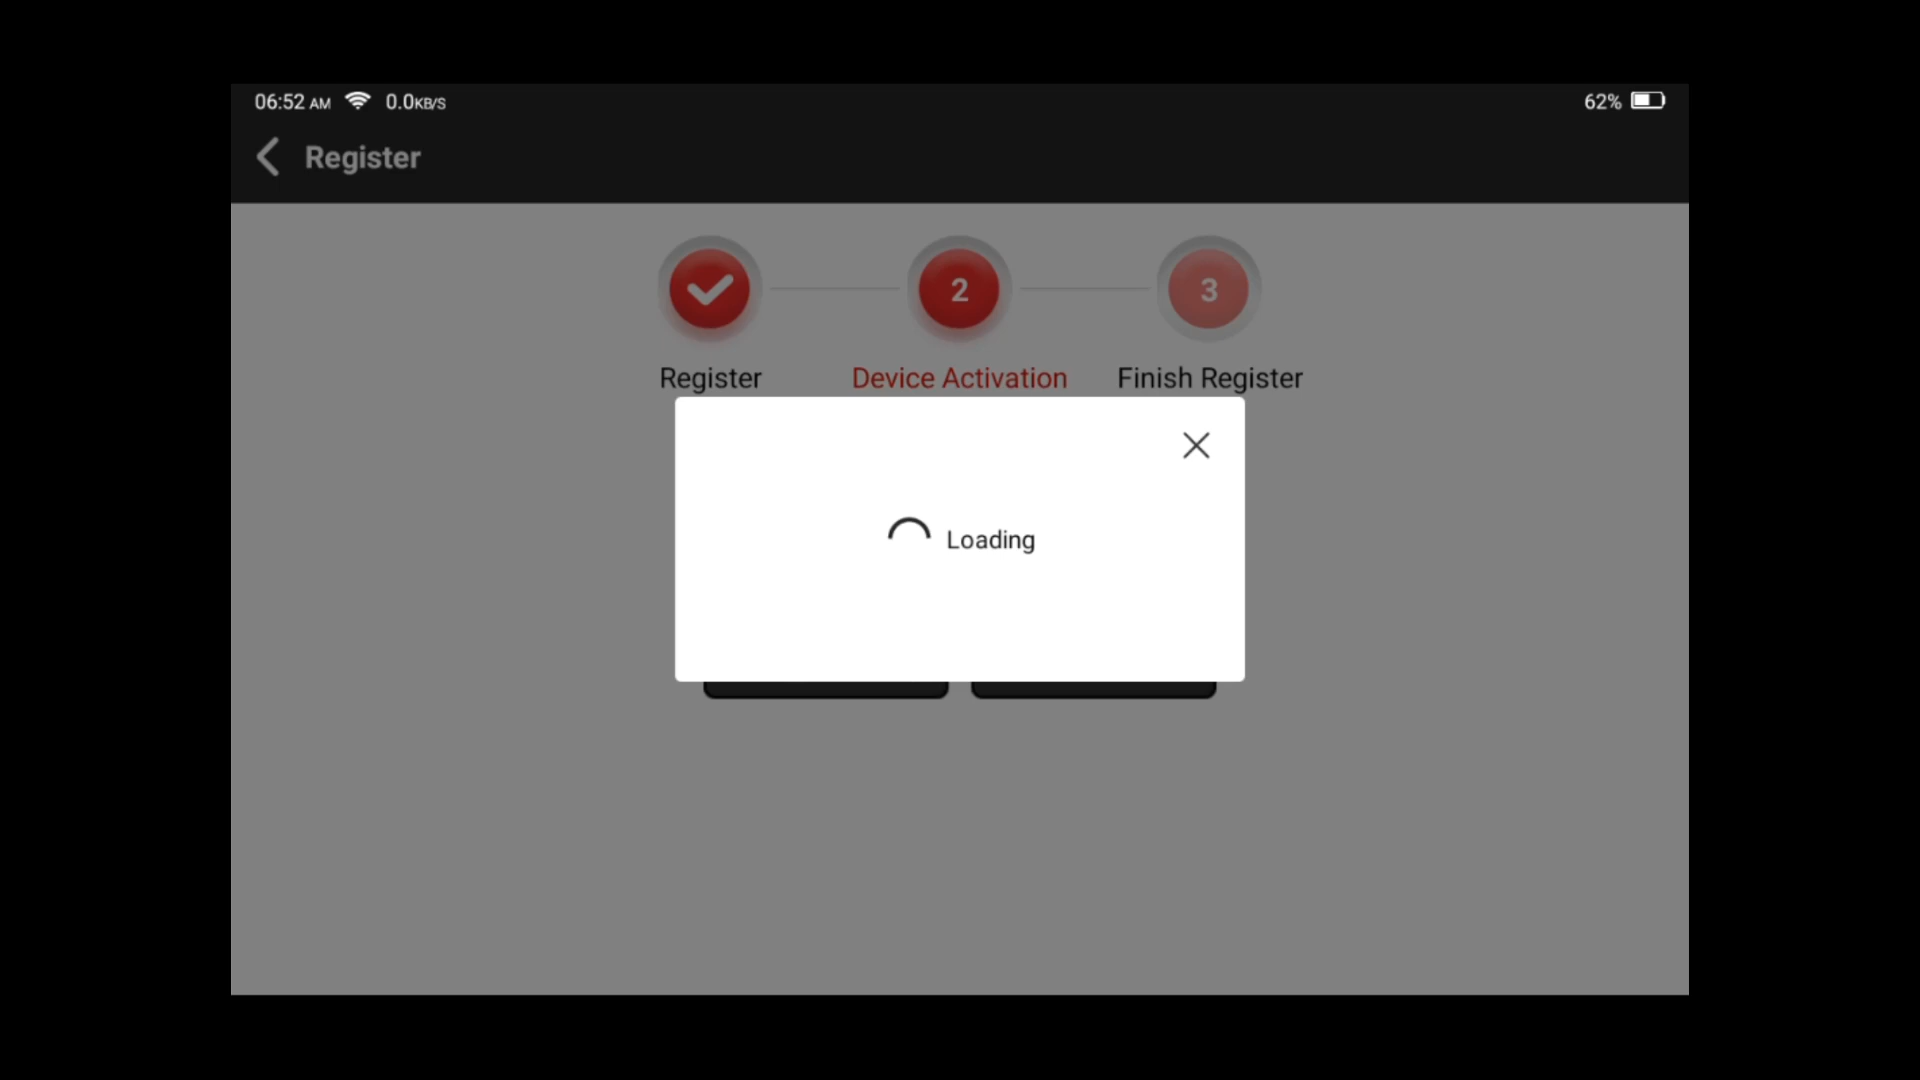 06:52 AM 0.0KB/S 62%
Register
2 3
Register Device Activation Finish Register
Loading